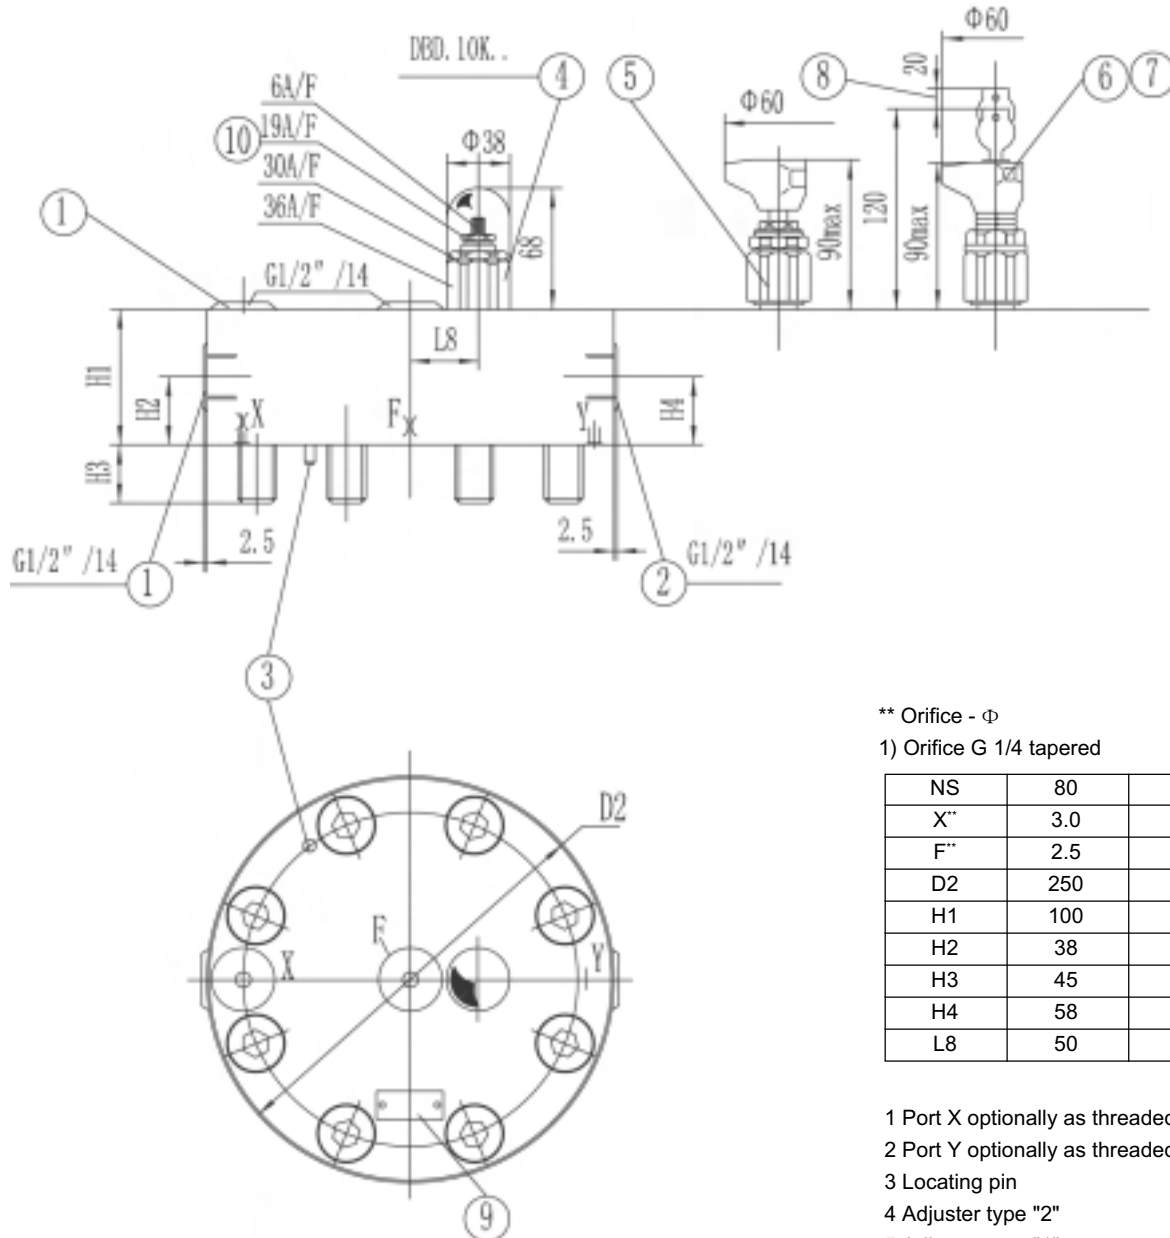 DBD. 10K..
④
⑤
⑧
Φ60
20
⑥ ⑦
6A/F
⑩ 19A/F
30A/F
36A/F
Φ38
68
Φ60
90max
120
90max
①
G1/2" /14
L8
H1
H2
H3
H4
X
F
Y
2.5
2.5
G1/2" /14
①
②
G1/2" /14
③
D2
F
X
Y
⑨
** Orifice - Φ
1) Orifice G 1/4 tapered
NS 80
X** 3.0
F** 2.5
D2 250
H1 100
H2 38
H3 45
H4 58
L8 50
1 Port X optionally as threaded
2 Port Y optionally as threaded
3 Locating pin
4 Adjuster type "2"